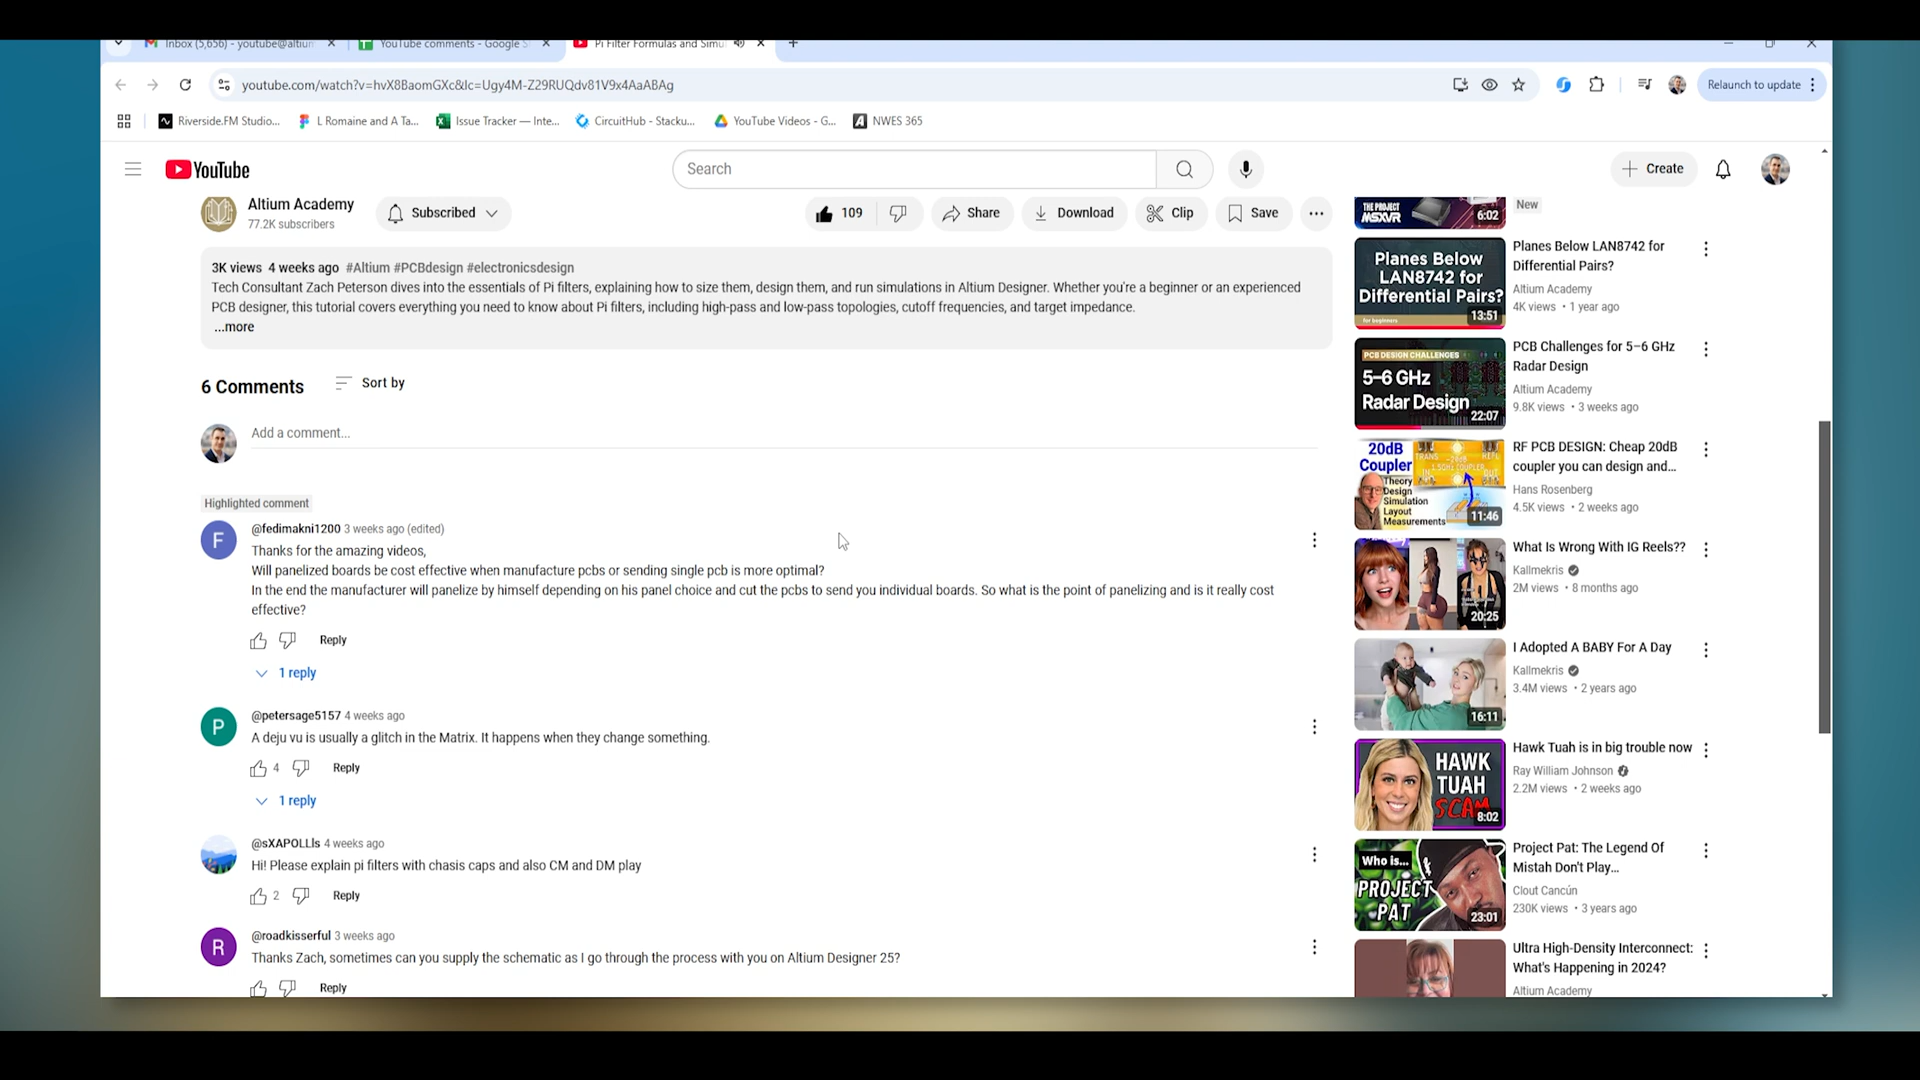 Inbox (5,656) - youtube@altium
YouTube comments - Google S
Pi Filter Formulas and Simu
youtube.com/watch?v=hvX8BaomGXc&lc=Ugy4M-Z29RUQdv81V9x4AaABAg
Relaunch to update
Riverside.FM Studio...
L Romaine and A Ta...
Issue Tracker — Inte...
CircuitHub - Stacku...
YouTube Videos - G...
NWES 365
YouTube
Search
Create
Altium Academy
77.2K subscribers
Subscribed
109
Share
Download
Clip
Save
3K views 4 weeks ago #Altium #PCBdesign #electronicsdesign
Tech Consultant Zach Peterson dives into the essentials of Pi filters, explaining how to size them, design them, and run simulations in Altium Designer. Whether you're a beginner or an experienced
PCB designer, this tutorial covers everything you need to know about Pi filters, including high-pass and low-pass topologies, cutoff frequencies, and target impedance.
...more
6 Comments
Sort by
Add a comment...
Highlighted comment
F
@fedimakni1200 3 weeks ago (edited)
Thanks for the amazing videos,
Will panelized boards be cost effective when manufacture pcbs or sending single pcb is more optimal?
In the end the manufacturer will panelize by himself depending on his panel choice and cut the pcbs to send you individual boards. So what is the point of panelizing and is it really cost
effective?
Reply
1 reply
P
@petersage5157 4 weeks ago
A deju vu is usually a glitch in the Matrix. It happens when they change something.
4
Reply
1 reply
@sXAPOLLls 4 weeks ago
Hi! Please explain pi filters with chasis caps and also CM and DM play
2
Reply
R
@roadkisserful 3 weeks ago
Thanks Zach, sometimes can you supply the schematic as I go through the process with you on Altium Designer 25?
Reply
THE PROJECT
MSXVR
6:02
New
Planes Below
LAN8742 for
Differential Pairs?
for beginners
13:51
Planes Below LAN8742 for
Differential Pairs?
Altium Academy
4K views • 1 year ago
PCB DESIGN CHALLENGES
5-6 GHz
Radar Design
22:07
PCB Challenges for 5–6 GHz
Radar Design
Altium Academy
9.8K views • 3 weeks ago
20dB
Coupler
Theory
Design
Simulation
Layout
Measurements
11:46
RF PCB DESIGN: Cheap 20dB
coupler you can design and...
Hans Rosenberg
4.5K views • 2 weeks ago
20:25
What Is Wrong With IG Reels??
Kallmekris
2M views • 8 months ago
16:11
I Adopted A BABY For A Day
Kallmekris
3.4M views • 2 years ago
HAWK
TUAH
SCAM
8:02
Hawk Tuah is in big trouble now
Ray William Johnson
2.2M views • 2 weeks ago
Who is...
PROJECT
PAT
23:01
Project Pat: The Legend Of
Mistah Don't Play...
Clout Cancún
230K views • 3 years ago
Ultra High-Density Interconnect:
What's Happening in 2024?
Altium Academy